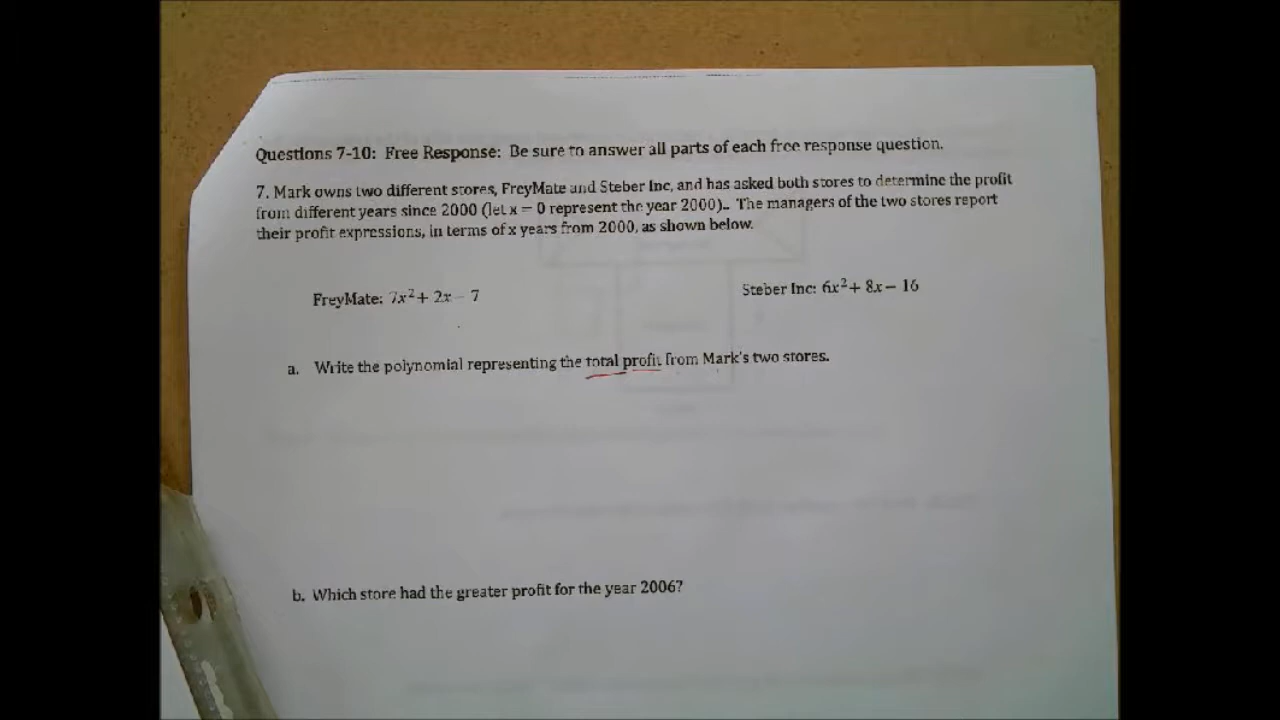 Questions 7-10: Free Response: Be sure to answer all parts of each free response question.
7. Mark owns two different stores, FreyMate and Steber Inc, and has asked both stores to determine the profit
from different years since 2000 (let x = 0 represent the year 2000).. The managers of the two stores report
their profit expressions, in terms of x years from 2000, as shown below.
FreyMate: 7x² + 2x – 7 Steber Inc: 6x² + 8x – 16
a. Write the polynomial representing the total profit from Mark's two stores.
b. Which store had the greater profit for the year 2006?